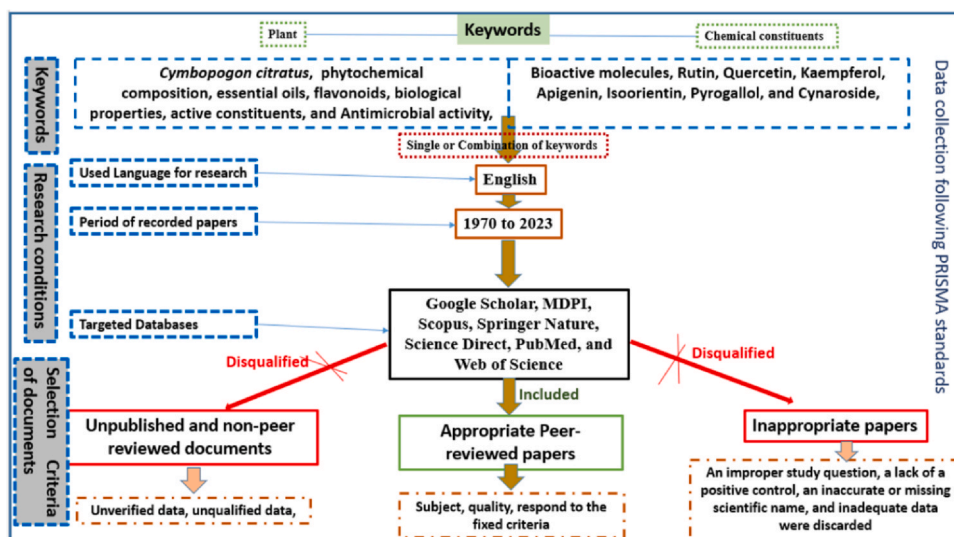 Keywords
Plant
Chemical constituents
Keywords
Cymbopogon citratus, phytochemical
composition, essential oils, flavonoids, biological
properties, active constituents, and Antimicrobial activity,
Bioactive molecules, Rutin, Quercetin, Kaempferol,
Apigenin, Isoorientin, Pyrogallol, and Cynaroside,
Single or Combination of keywords
Data collection following PRISMA standards
Research conditions
Used Language for research
English
Period of recorded papers
1970 to 2023
Targeted Databases
Google Scholar, MDPI,
Scopus, Springer Nature,
Science Direct, PubMed, and
Web of Science
Disqualified
Disqualified
Included
Selection Criteria
of documents
Unpublished and non-peer
reviewed documents
Appropriate Peer-
reviewed papers
Inappropriate papers
Unverified data, unqualified data,
Subject, quality, respond to the
fixed criteria
An improper study question, a lack of a
positive control, an inaccurate or missing
scientific name, and inadequate data
were discarded